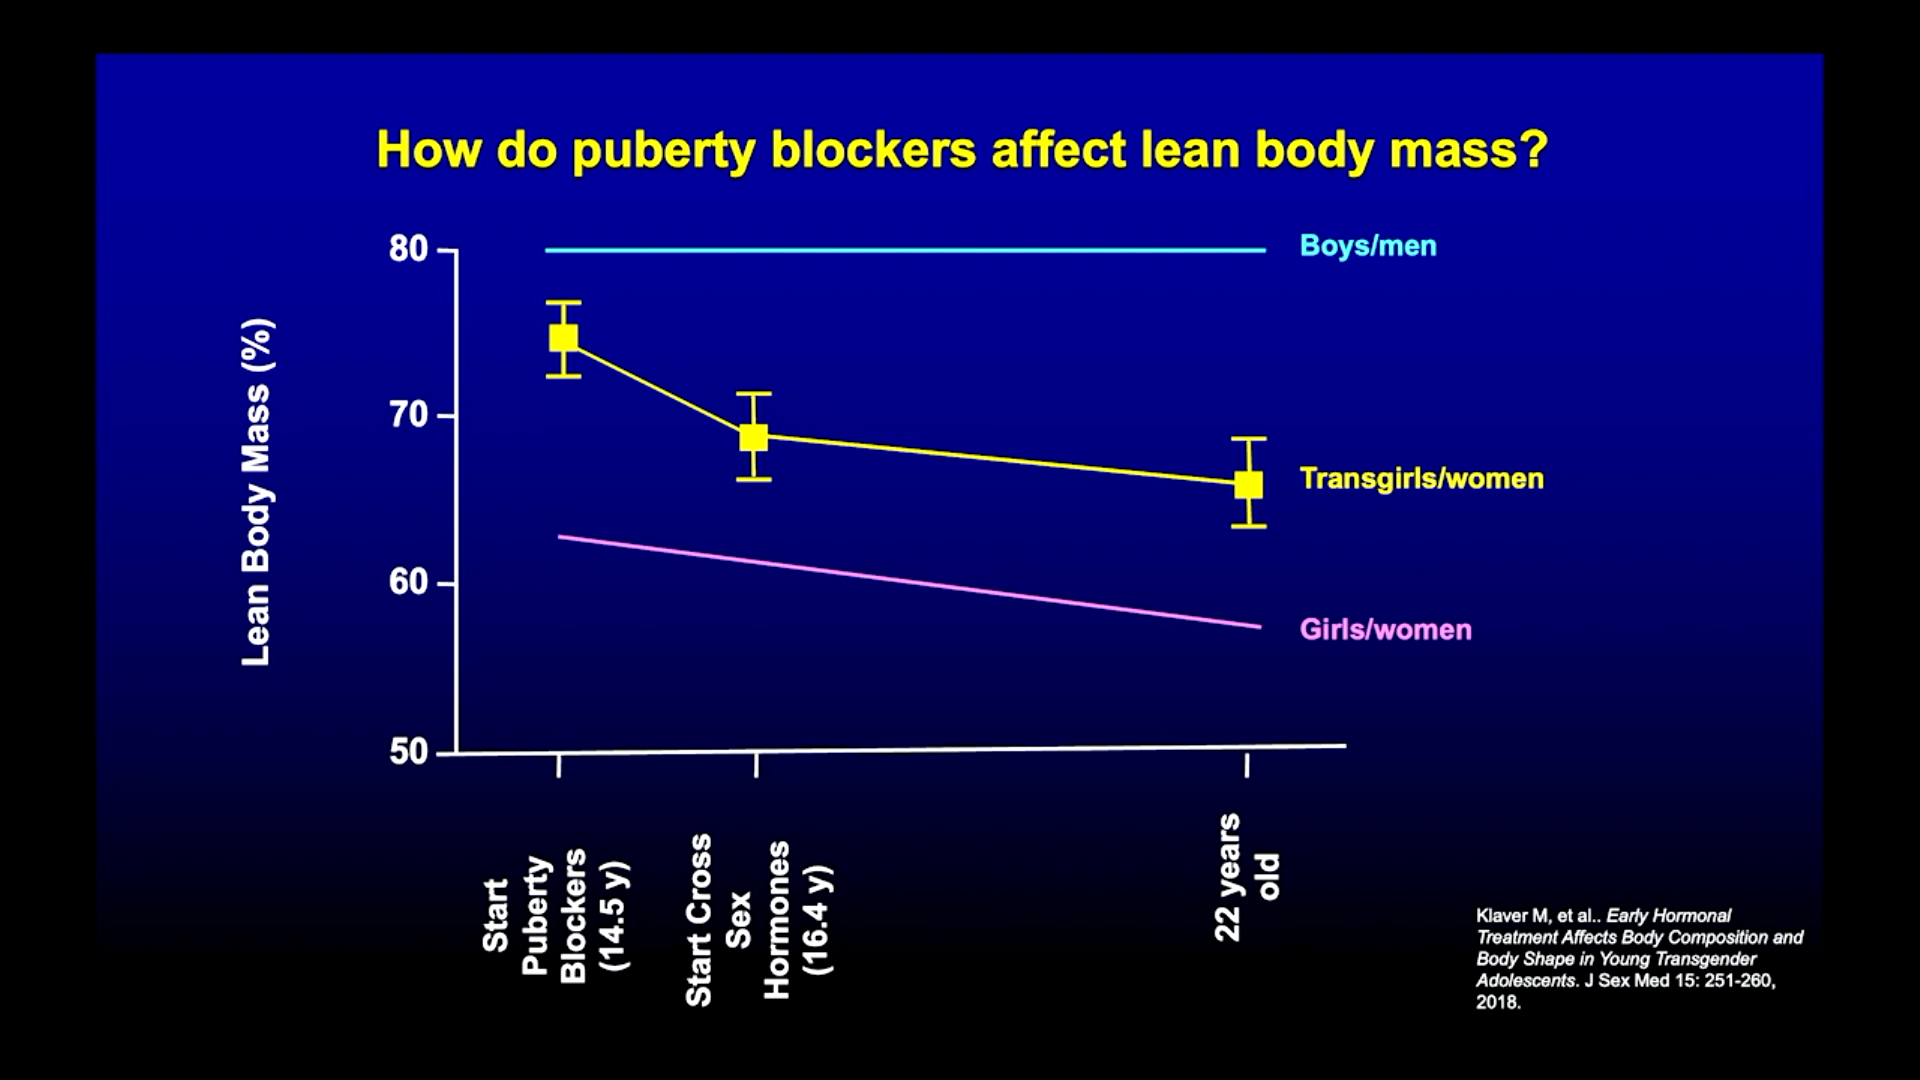 How do puberty blockers affect lean body mass?
Lean Body Mass (%)
80
70
60
50
Boys/men
Transgirls/women
Girls/women
Start
Puberty
Blockers
(14.5 y)
Start Cross
Sex
Hormones
(16.4 y)
22 years
old
Klaver M, et al.. Early Hormonal
Treatment Affects Body Composition and
Body Shape in Young Transgender
Adolescents. J Sex Med 15: 251-260,
2018.